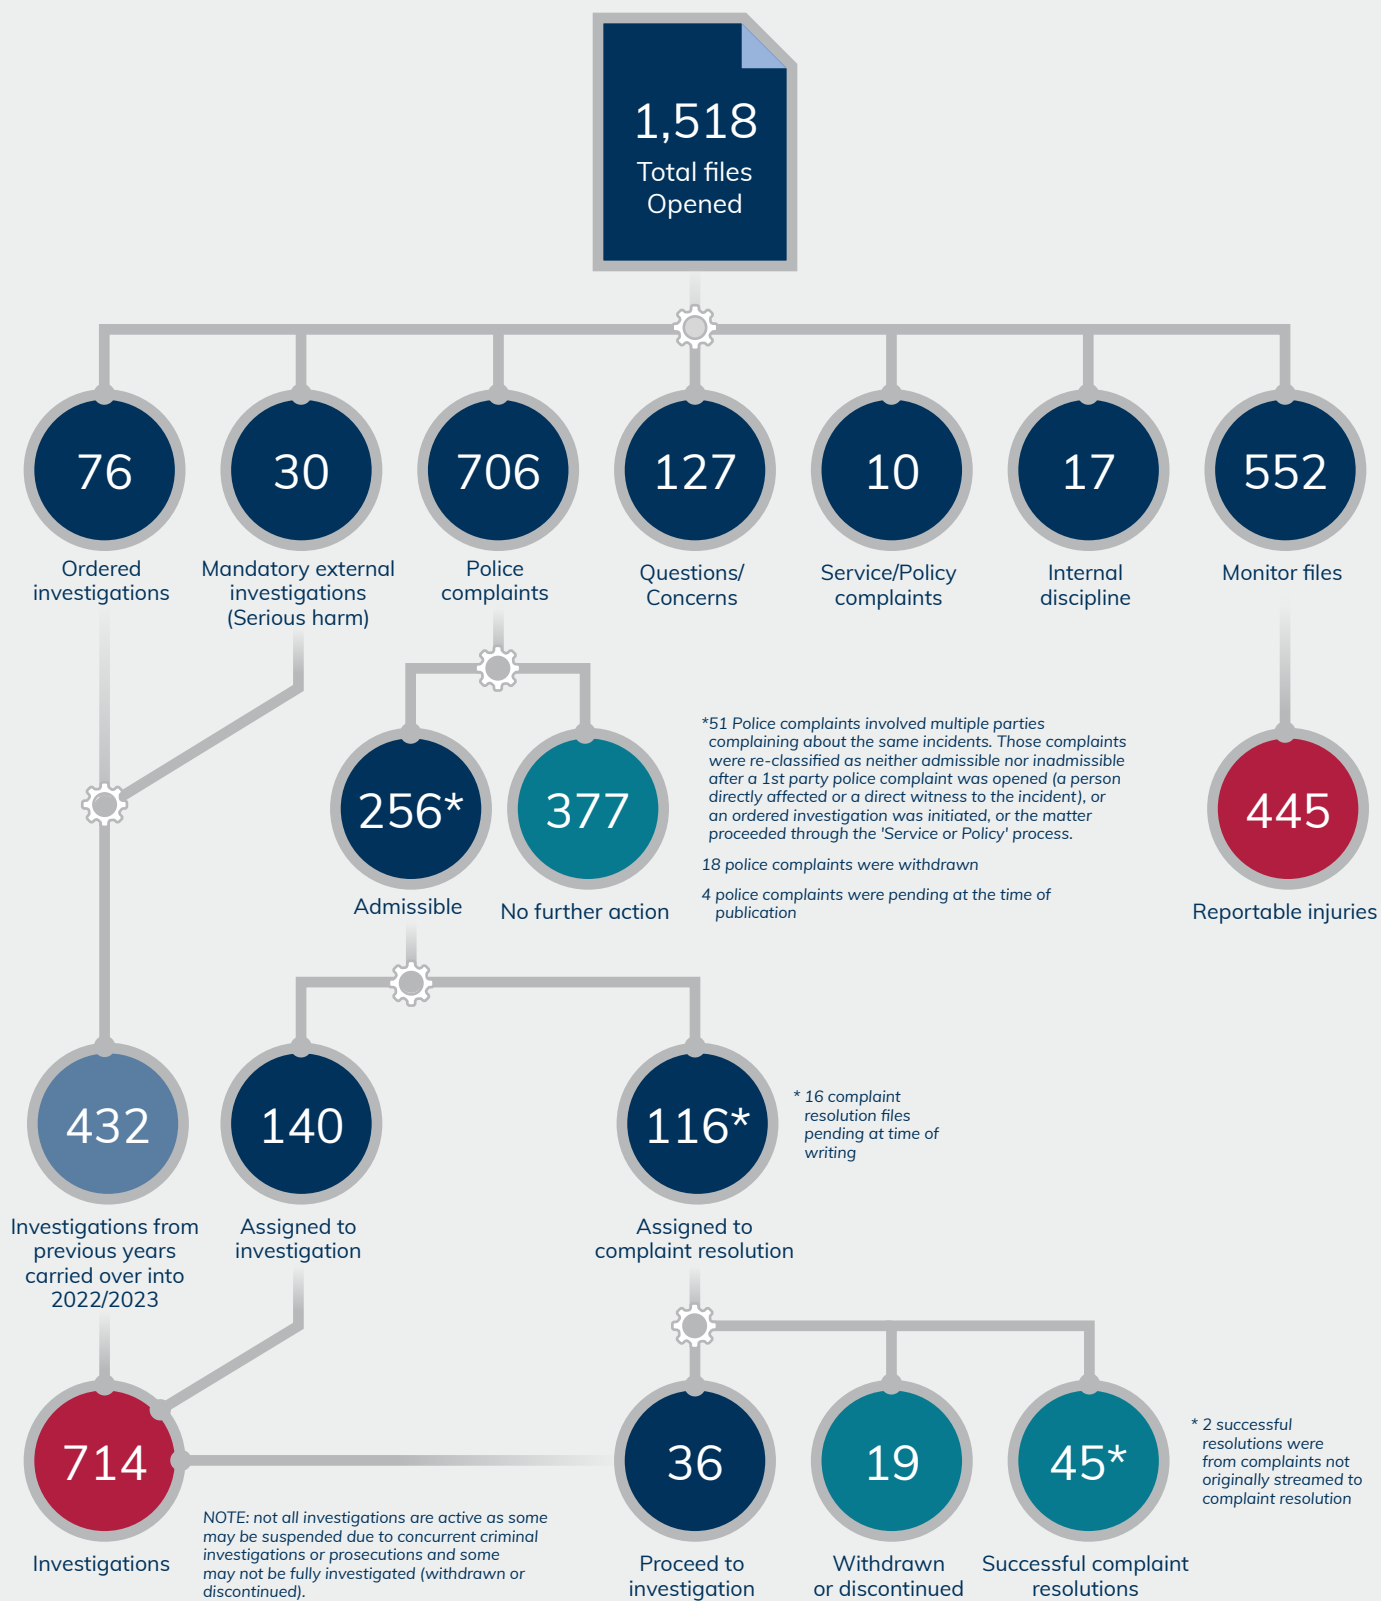 1,518
Total files
Opened
76
Ordered
investigations
30
Mandatory external
investigations
(Serious harm)
706
Police
complaints
127
Questions/
Concerns
10
Service/Policy
complaints
17
Internal
discipline
552
Monitor files
256*
Admissible
377
No further action
*51 Police complaints involved multiple parties
complaining about the same incidents. Those complaints
were re-classified as neither admissible nor inadmissible
after a 1st party police complaint was opened (a person
directly affected or a direct witness to the incident), or
an ordered investigation was initiated, or the matter
proceeded through the 'Service or Policy' process.
18 police complaints were withdrawn
4 police complaints were pending at the time of
publication
445
Reportable injuries
432
Investigations from
previous years
carried over into
2022/2023
140
Assigned to
investigation
116*
Assigned to
complaint resolution
* 16 complaint
resolution files
pending at time of
writing
714
Investigations
NOTE: not all investigations are active as some
may be suspended due to concurrent criminal
investigations or prosecutions and some
may not be fully investigated (withdrawn or
discontinued).
36
Proceed to
investigation
19
Withdrawn
or discontinued
45*
Successful complaint
resolutions
* 2 successful
resolutions were
from complaints not
originally streamed to
complaint resolution